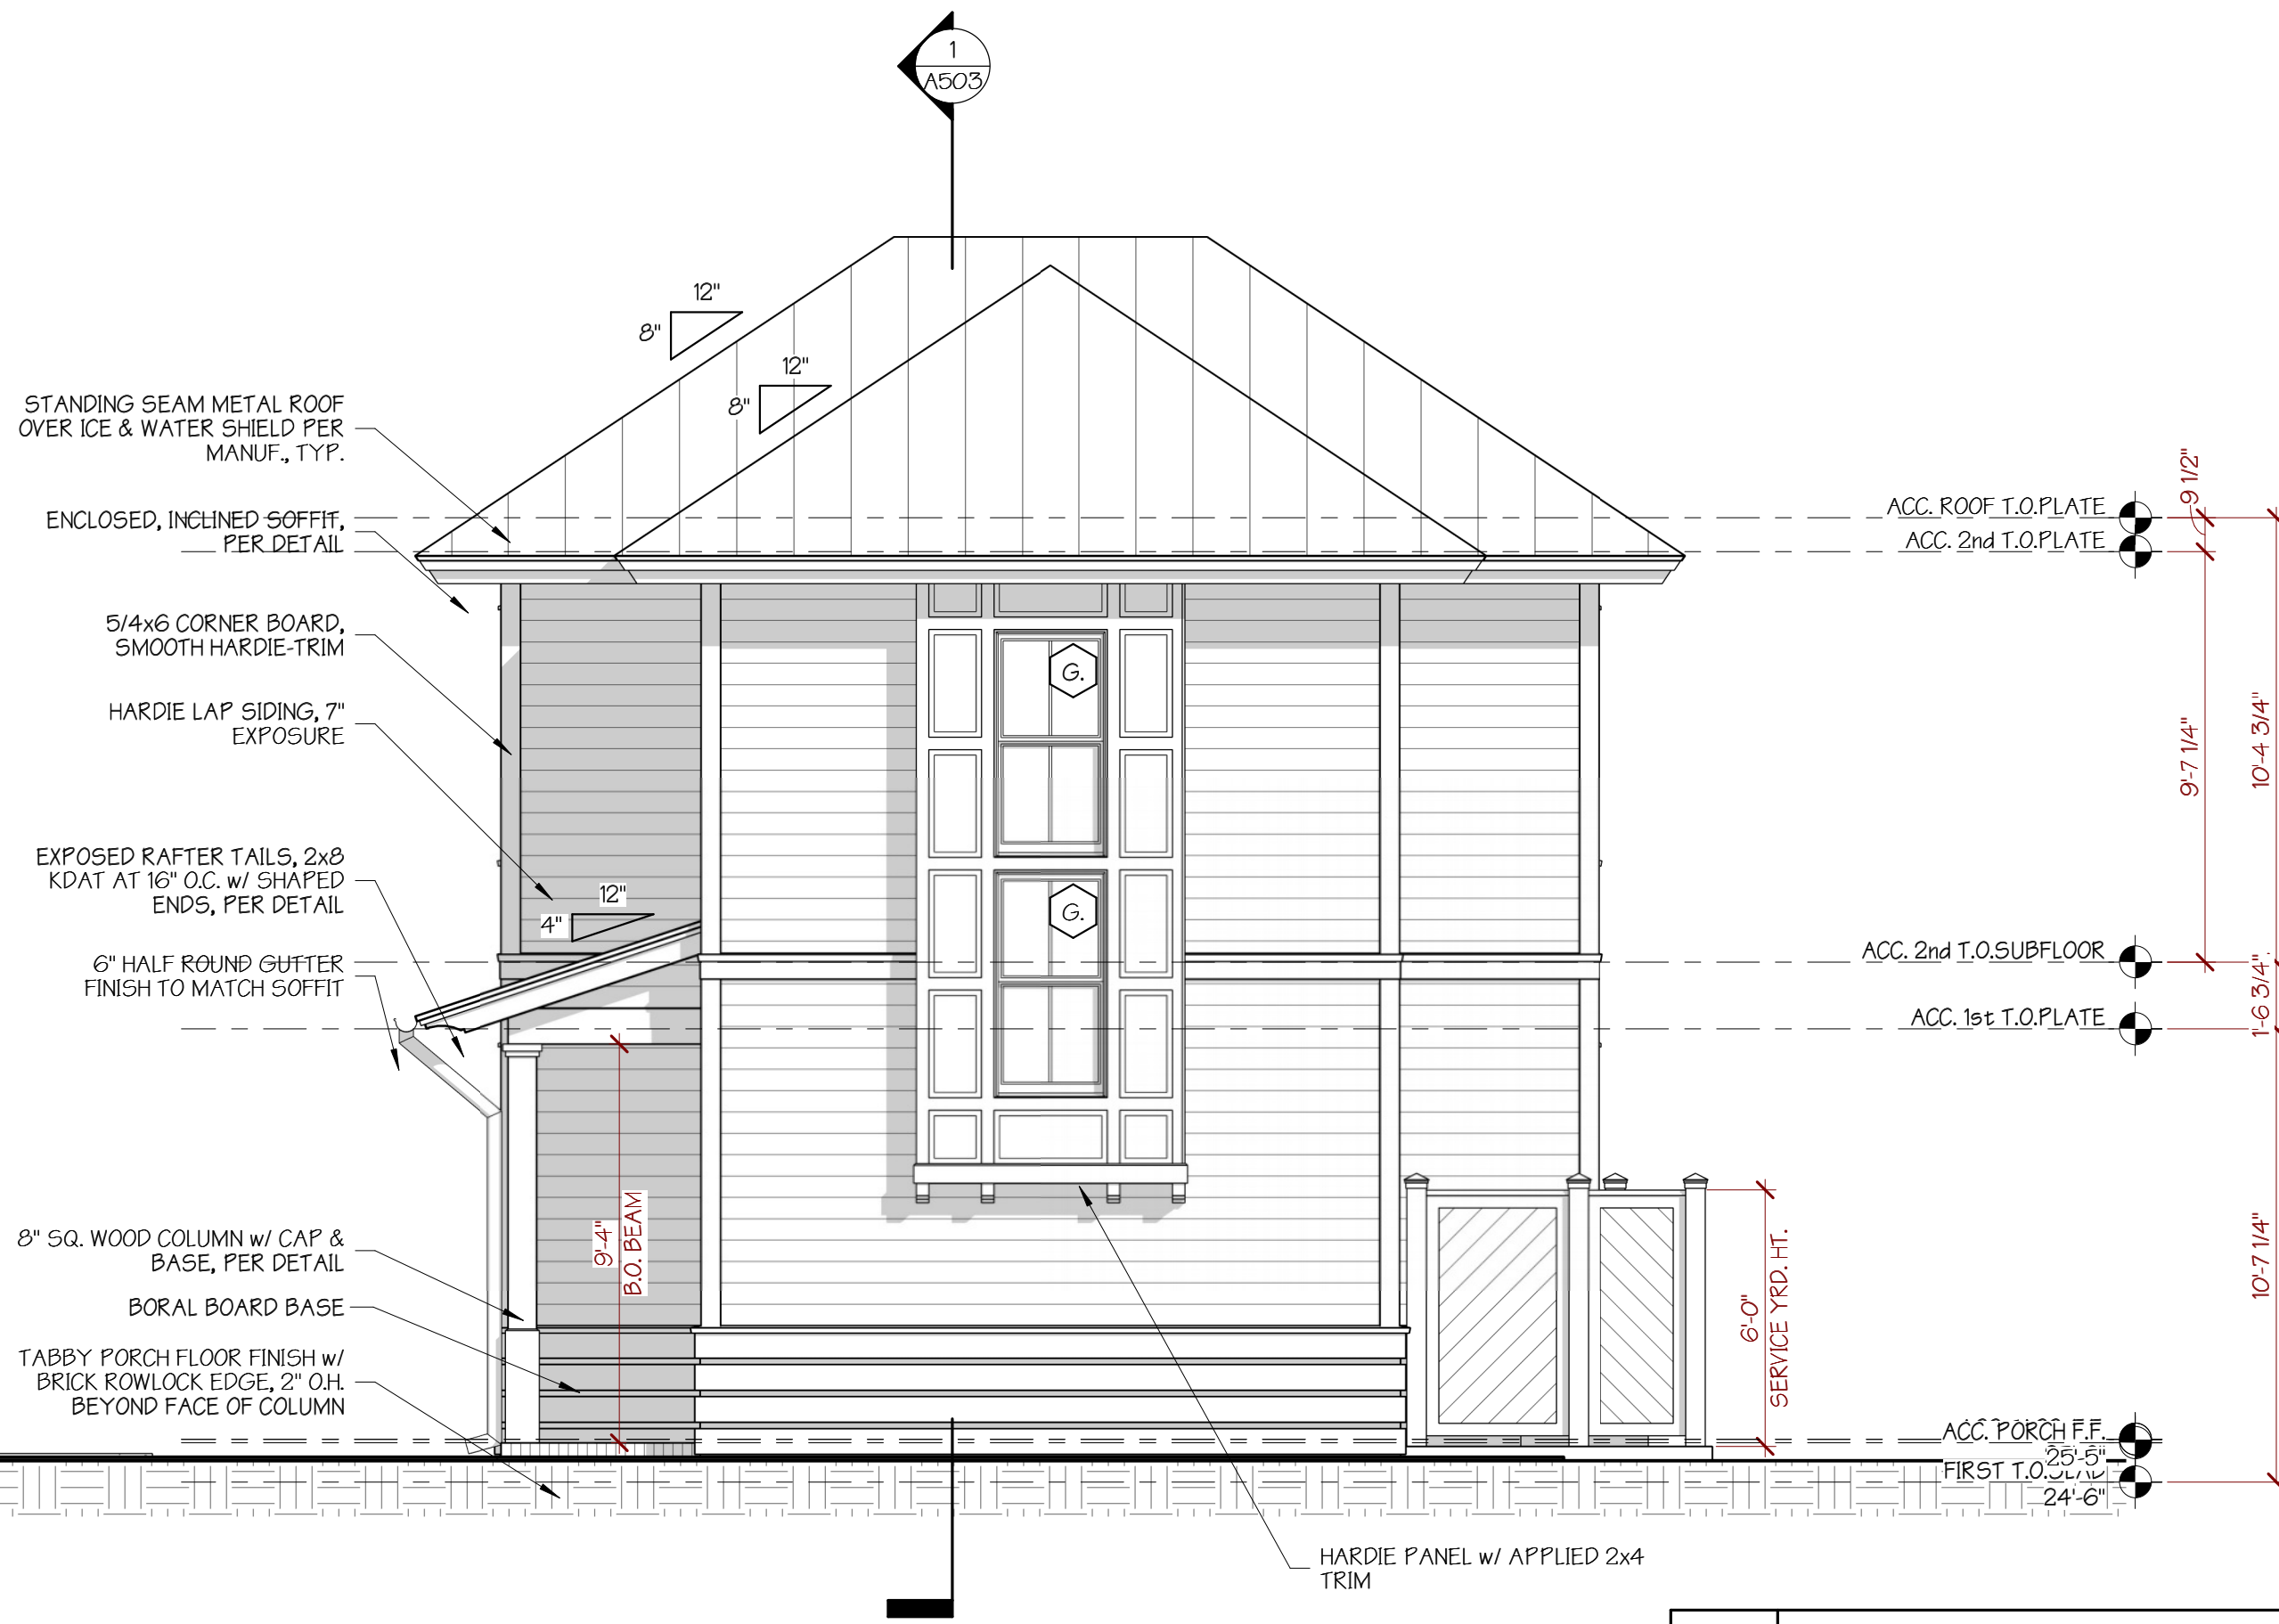 1
A503
12"
8"
12"
8"
STANDING SEAM METAL ROOF
OVER ICE & WATER SHIELD PER
MANUF., TYP.
ENCLOSED, INCLINED SOFFIT,
PER DETAIL
5/4x6 CORNER BOARD,
SMOOTH HARDIE-TRIM
HARDIE LAP SIDING, 7"
EXPOSURE
EXPOSED RAFTER TAILS, 2x8
KDAT AT 16" O.C. w/ SHAPED
ENDS, PER DETAIL
12"
4"
6" HALF ROUND GUTTER
FINISH TO MATCH SOFFIT
8" SQ. WOOD COLUMN w/ CAP &
BASE, PER DETAIL
BORAL BOARD BASE
TABBY PORCH FLOOR FINISH w/
BRICK ROWLOCK EDGE, 2" O.H.
BEYOND FACE OF COLUMN
G.
G.
9'-4"
B.O. BEAM
HARDIE PANEL w/ APPLIED 2x4
TRIM
6'-0"
SERVICE YRD. HT.
ACC. ROOF T.O.PLATE
ACC. 2nd T.O.PLATE
ACC. 2nd T.O.SUBFLOOR
ACC. 1st T.O.PLATE
ACC. PORCH F.F.
25'-5"
FIRST T.O.SLAB
24'-6"
9 1/2"
9'-7 1/4"
10'-4 3/4"
1'-6 3/4"
10'-7 1/4"